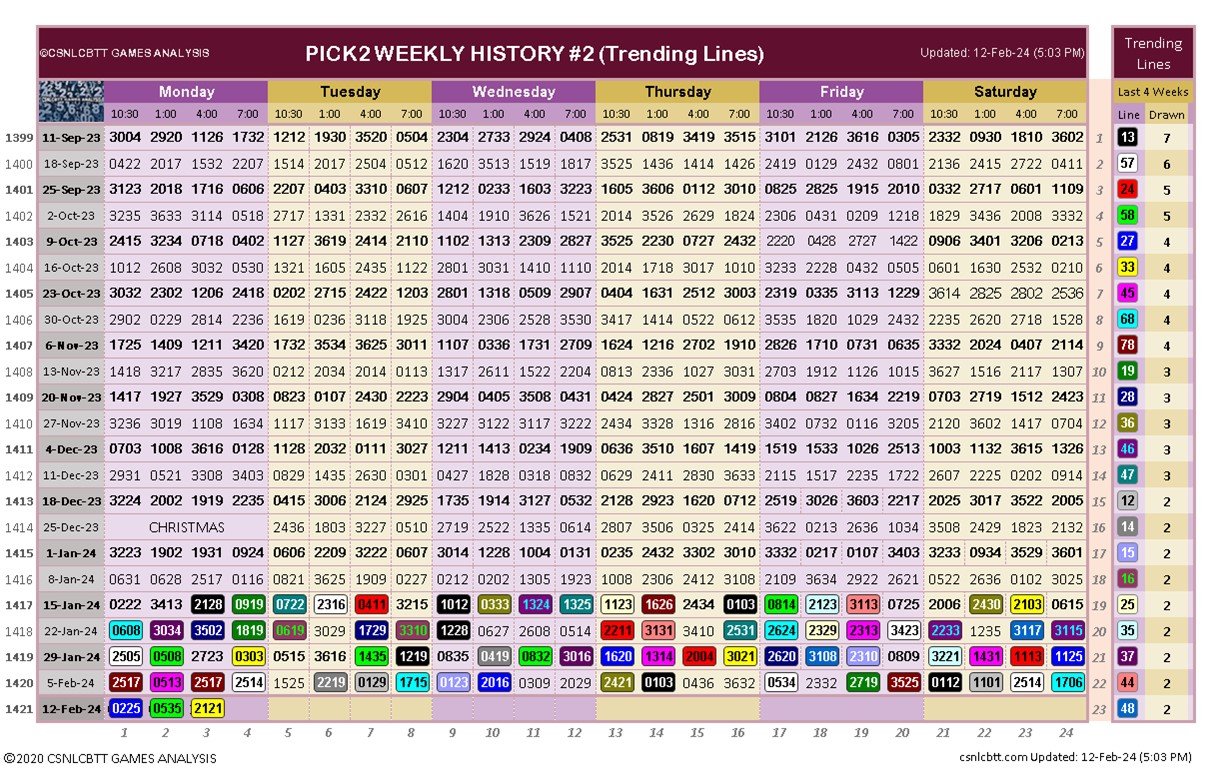 ©CSNLCBTT GAMES ANALYSIS PICK2 WEEKLY HISTORY #2 (Trending Lines) Updated: 12-Feb-24 (5:03 PM) Trending Lines
Monday Tuesday Wednesday Thursday Friday Saturday Last 4 Weeks
10:30 1:00 4:00 7:00 10:30 1:00 4:00 7:00 10:30 1:00 4:00 7:00 10:30 1:00 4:00 7:00 10:30 1:00 4:00 7:00 10:30 1:00 4:00 7:00 Line Drawn
1399 11-Sep-23 3004 2920 1126 1732 1212 1930 3520 0504 2304 2733 2924 0408 2531 0819 3419 3515 3101 2126 3616 0305 2332 0930 1810 3602 1 13 7
1400 18-Sep-23 0422 2017 1532 2207 1514 2017 2504 0512 1620 3513 1519 1817 3525 1436 1414 1426 2419 0129 2432 0801 2136 2415 2722 0411 2 57 6
1401 25-Sep-23 3123 2018 1716 0606 2207 0403 3310 0607 1212 0233 1603 3223 1605 3606 0112 3010 0825 2825 1915 2010 0332 2717 0601 1109 3 24 5
1402 2-Oct-23 3235 3633 3114 0518 2717 1331 2332 2616 1404 1910 3626 1521 2014 3526 2629 1824 2306 0431 0209 1218 1829 3436 2008 3332 4 58 5
1403 9-Oct-23 2415 3234 0718 0402 1127 3619 2414 2110 1102 1313 2309 2827 3525 2230 0727 2432 2220 0428 2727 1422 0906 3401 3206 0213 5 27 4
1404 16-Oct-23 1012 2608 3032 0530 1321 1605 2435 1122 2801 3031 1410 1110 2014 1718 3017 1010 3233 2228 0432 0505 0601 1630 2532 0210 6 33 4
1405 23-Oct-23 3032 2302 1206 2418 0202 2715 2422 1203 2801 1318 0509 2907 0404 1631 2512 3003 2319 0335 3113 1229 3614 2825 2802 2536 7 45 4
1406 30-Oct-23 2902 0229 2814 2236 1619 0236 3118 1925 3004 2306 2528 3530 3417 1414 0522 0612 3535 1820 1029 2432 2235 2620 2718 1528 8 68 4
1407 6-Nov-23 1725 1409 1211 3420 1732 3534 3625 3011 1107 0336 1731 2709 1624 1216 2702 1910 2826 1710 0731 0635 3332 2024 0407 2114 9 78 4
1408 13-Nov-23 1418 3217 2835 3620 0212 2034 2014 0113 1317 2611 1522 2204 0813 2336 1027 3031 2703 1912 1126 1015 3627 1516 2117 1307 10 19 3
1409 20-Nov-23 1417 1927 3529 0308 0823 0107 2430 2223 2904 0405 3508 0431 0424 2827 2501 3009 0804 0827 1634 2219 0703 2719 1512 2423 11 28 3
1410 27-Nov-23 3236 3019 1108 1634 1117 3133 1619 3410 3227 3122 3117 3222 2434 3328 1316 2816 3402 0732 0116 3205 2120 3602 1417 0704 12 36 3
1411 4-Dec-23 0703 1008 3616 0128 1128 2032 0111 3027 1211 1413 0234 1909 0636 3510 1607 1419 1519 1533 1026 2513 1003 1132 3615 1326 13 46 3
1412 11-Dec-23 2931 0521 3308 3403 0829 1435 2630 0301 0427 1828 0318 0832 0629 2411 2830 3633 2115 1517 2235 1722 2607 2225 0202 0914 14 47 3
1413 18-Dec-23 3224 2002 1919 2235 0415 3006 2124 2925 1735 1914 3127 0532 2128 2923 1620 0712 2519 3026 3603 2217 2025 3017 3522 2005 15 12 2
1414 25-Dec-23 CHRISTMAS 2436 1803 3227 0510 2719 2522 1335 0614 2807 3506 0325 2414 3622 0213 2636 1034 3508 2429 1823 2132 16 14 2
1415 1-Jan-24 3223 1902 1931 0924 0606 2209 3222 0607 3014 1228 1004 0131 0235 2432 3302 3010 3332 0217 0107 3403 3233 0934 3529 3601 17 15 2
1416 8-Jan-24 0631 0628 2517 0116 0821 3625 1909 0227 0212 0202 1305 1923 1008 2306 2412 3108 2109 3634 2922 2621 0522 2636 0102 3025 18 16 2
1417 15-Jan-24 0222 3413 2128 0919 0722 2316 0411 3215 1012 0333 1324 1325 1123 1626 2434 0103 0814 2123 3113 0725 2006 2430 2103 0615 19 25 2
1418 22-Jan-24 0608 3034 3502 1819 0619 3029 1729 3310 1228 0627 2608 0514 2211 3131 3410 2531 2624 2329 2313 3423 2233 1235 3117 3115 20 35 2
1419 29-Jan-24 2505 0508 2723 0303 0515 3616 1435 1219 0835 0419 0832 3016 1620 1314 2004 3021 2620 3108 2310 0809 3221 1431 1113 1125 21 37 2
1420 5-Feb-24 2517 0513 2517 2514 1525 2219 0129 1715 0123 2016 0309 2029 2421 0103 0436 3632 0534 2332 2719 3525 0112 1101 2514 1706 22 44 2
1421 12-Feb-24 0225 0535 2121 23 48 2
1 2 3 4 5 6 7 8 9 10 11 12 13 14 15 16 17 18 19 20 21 22 23 24
©2020 CSNLCBTT GAMES ANALYSIS csnlcbtt.com Updated: 12-Feb-24 (5:03 PM)